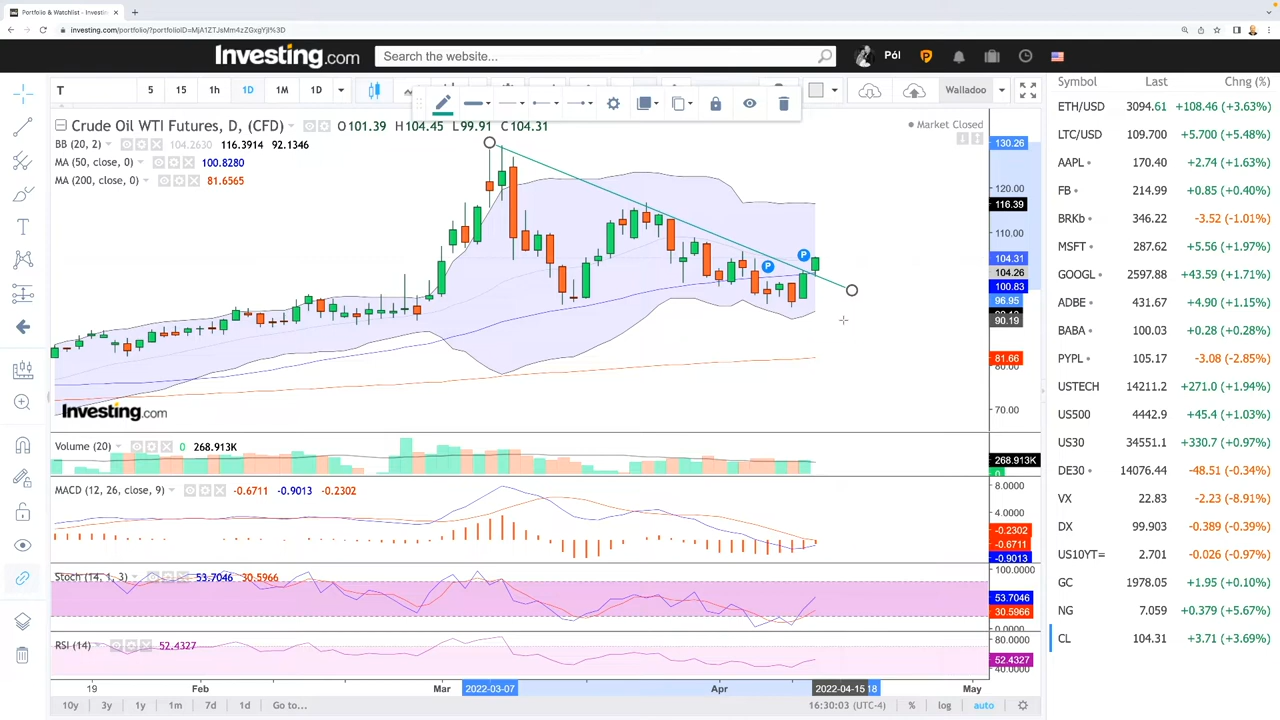 Portfolio & Watchlist - Investin
investing.com/portfolio/?portfolioID=MjA1ZTJsMm4zZGxgYjI%3D
Investing.com
Search the website...
Pól
T 5 15 1h 1D 1M 1D
Walladoo
Crude Oil WTI Futures, D, (CFD) O101.39 H104.45 L99.91 C104.31
Market Closed
BB (20, 2) 104.2630 116.3914 92.1346
MA (50, close, 0) 100.8280
MA (200, close, 0) 81.6565
130.26
120.00
116.39
110.00
104.31
104.26
100.83
96.95
90.19
81.66
80.00
70.00
P P
Investing.com
Volume (20) 0 268.913K
268.913K
0
MACD (12, 26, close, 9) -0.6711 -0.9013 -0.2302
8.0000
4.0000
-0.2302
-0.6711
-0.9013
Stoch (14, 1, 3) 53.7046 30.5966
100.0000
53.7046
30.5966
0.0000
RSI (14) 52.4327
80.0000
52.4327
40.0000
19 Feb Mar 2022-03-07 Apr 2022-04-15 18 May
10y 3y 1y 1m 7d 1d Go to...
16:30:03 (UTC-4) % log auto
Symbol Last Chng (%)
ETH/USD 3094.61 +108.46 (+3.63%)
LTC/USD 109.700 +5.700 (+5.48%)
AAPL 170.40 +2.74 (+1.63%)
FB 214.99 +0.85 (+0.40%)
BRKb 346.22 -3.52 (-1.01%)
MSFT 287.62 +5.56 (+1.97%)
GOOGL 2597.88 +43.59 (+1.71%)
ADBE 431.67 +4.90 (+1.15%)
BABA 100.03 +0.28 (+0.28%)
PYPL 105.17 -3.08 (-2.85%)
USTECH 14211.2 +271.0 (+1.94%)
US500 4442.9 +45.4 (+1.03%)
US30 34551.1 +330.7 (+0.97%)
DE30 14076.44 -48.51 (-0.34%)
VX 22.83 -2.23 (-8.91%)
DX 99.903 -0.389 (-0.39%)
US10YT= 2.701 -0.026 (-0.97%)
GC 1978.05 +1.95 (+0.10%)
NG 7.059 +0.379 (+5.67%)
CL 104.31 +3.71 (+3.69%)